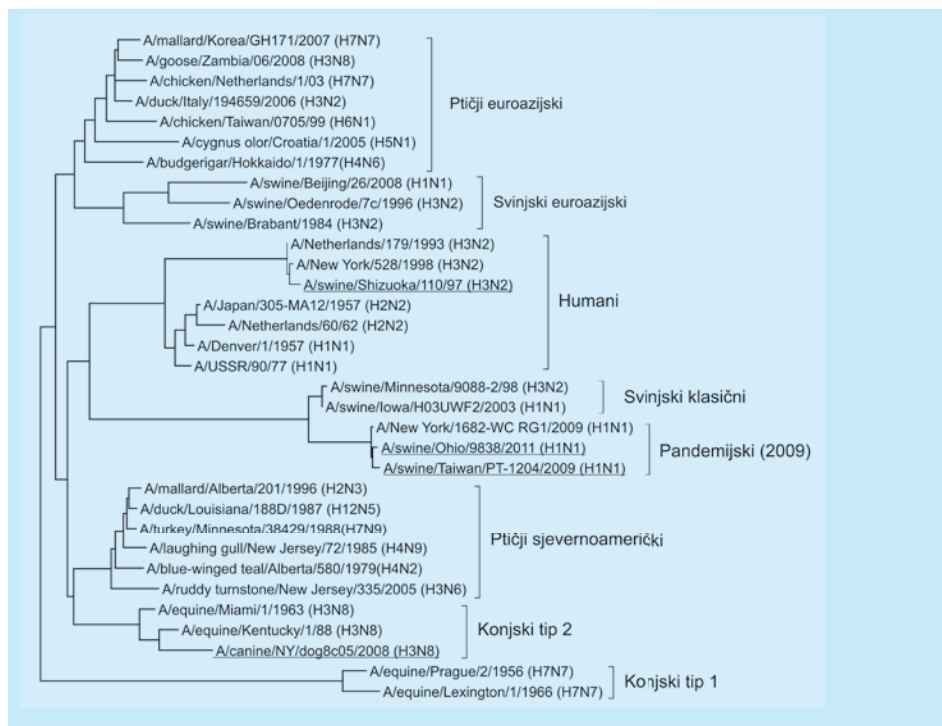 A/mallard/Korea/GH171/2007 (H7N7)
A/goose/Zambia/06/2008 (H3N8)
A/chicken/Netherlands/1/03 (H7N7)
A/duck/Italy/194659/2006 (H3N2)
A/chicken/Taiwan/0705/99 (H6N1)
A/cygnus olor/Croatia/1/2005 (H5N1)
A/budgerigar/Hokkaido/1/1977(H4N6)
Ptičji euroazijski
A/swine/Beijing/26/2008 (H1N1)
A/swine/Oedenrode/7c/1996 (H3N2)
A/swine/Brabant/1984 (H3N2)
Svinjski euroazijski
A/Netherlands/179/1993 (H3N2)
A/New York/528/1998 (H3N2)
A/swine/Shizuoka/110/97 (H3N2)
A/Japan/305-MA12/1957 (H2N2)
A/Netherlands/60/62 (H2N2)
A/Denver/1/1957 (H1N1)
A/USSR/90/77 (H1N1)
Humani
A/swine/Minnesota/9088-2/98 (H3N2)
A/swine/Iowa/H03UWF2/2003 (H1N1)
Svinjski klasični
A/New York/1682-WC RG1/2009 (H1N1)
A/swine/Ohio/9838/2011 (H1N1)
A/swine/Taiwan/PT-1204/2009 (H1N1)
Pandemijski (2009)
A/mallard/Alberta/201/1996 (H2N3)
A/duck/Louisiana/188D/1987 (H12N5)
A/turkey/Minnesota/38429/1988(H7N9)
A/laughing gull/New Jersey/72/1985 (H4N9)
A/blue-winged teal/Alberta/580/1979(H4N2)
A/ruddy turnstone/New Jersey/335/2005 (H3N6)
Ptičji sjevernoamerički
A/equine/Miami/1/1963 (H3N8)
A/equine/Kentucky/1/88 (H3N8)
A/canine/NY/dog8c05/2008 (H3N8)
Konjski tip 2
A/equine/Prague/2/1956 (H7N7)
A/equine/Lexington/1/1966 (H7N7)
Konjski tip 1